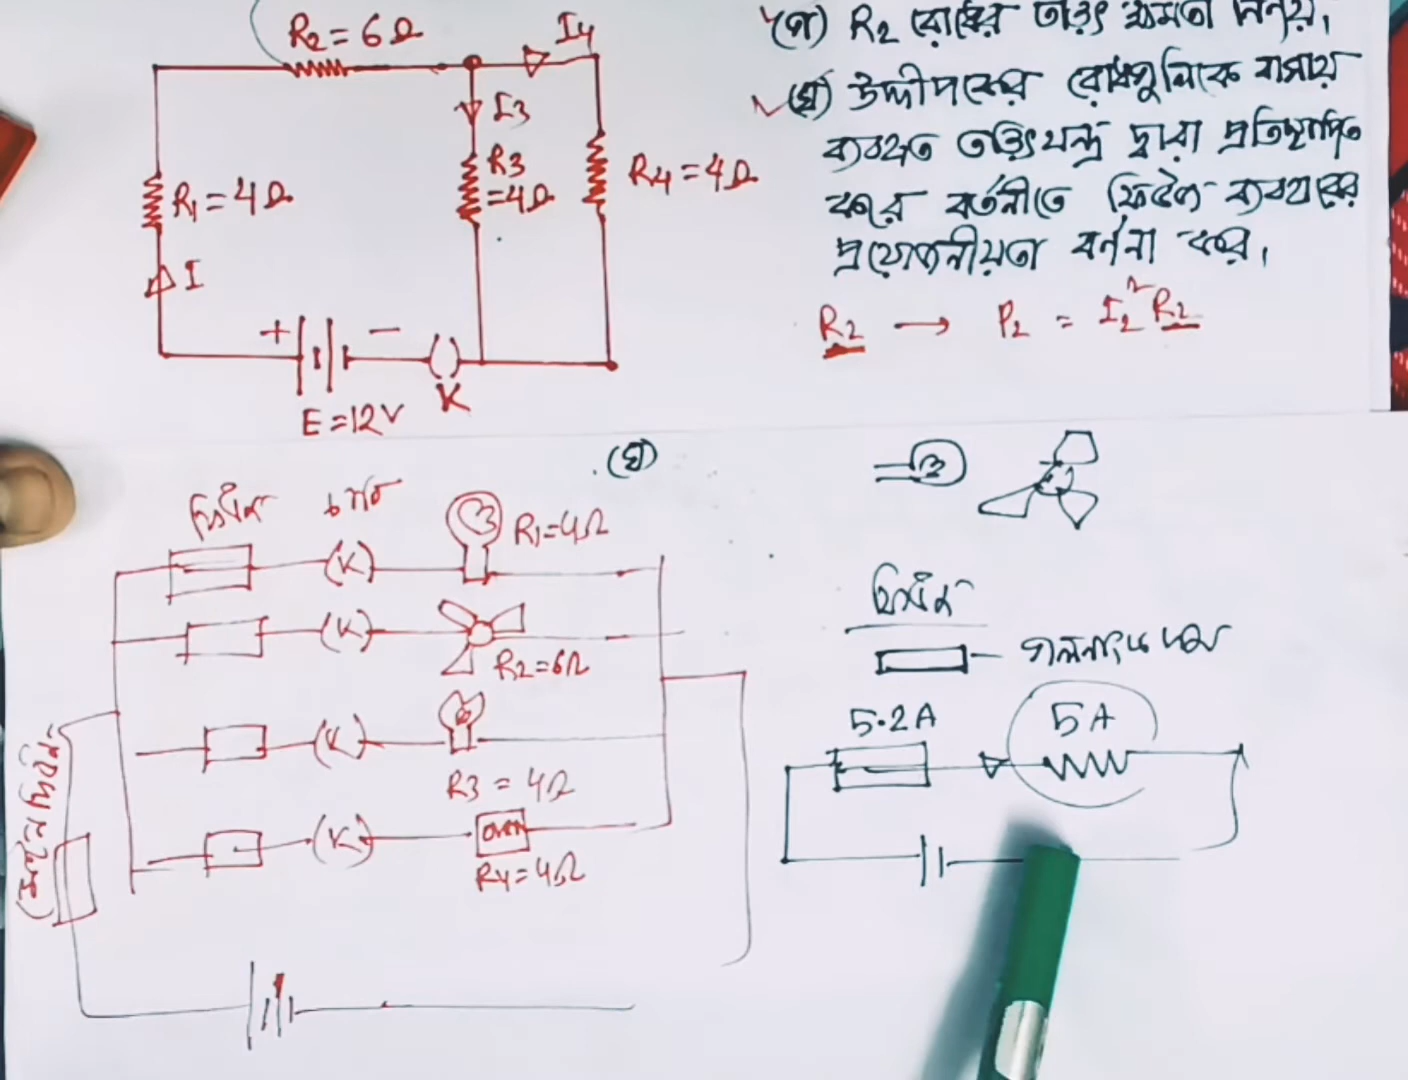 R2 = 6Ω
I4
I3
R3
=4Ω
R4 = 4Ω
R1 = 4Ω
I
+ −
K
E = 12V
(গ) R2 রোধের তড়িৎ ক্ষমতা নির্ণয়।
(ঘ) উদ্দীপকের রোধগুলিকে বাসায়
ব্যবহৃত তড়িৎযন্ত্র দ্বারা প্রতিস্থাপিত
করে বর্তনীতে ফিউজ ব্যবহারের
প্রয়োজনীয়তা বর্ণনা কর।
R2 → P2 = I2² R2
(ঘ)
ফিউজ
(K) R1=4Ω
(K)
R2=6Ω
(K)
R3 = 4Ω
(K) OVEN
R4=4Ω
ফিউজ
5.2A 5A